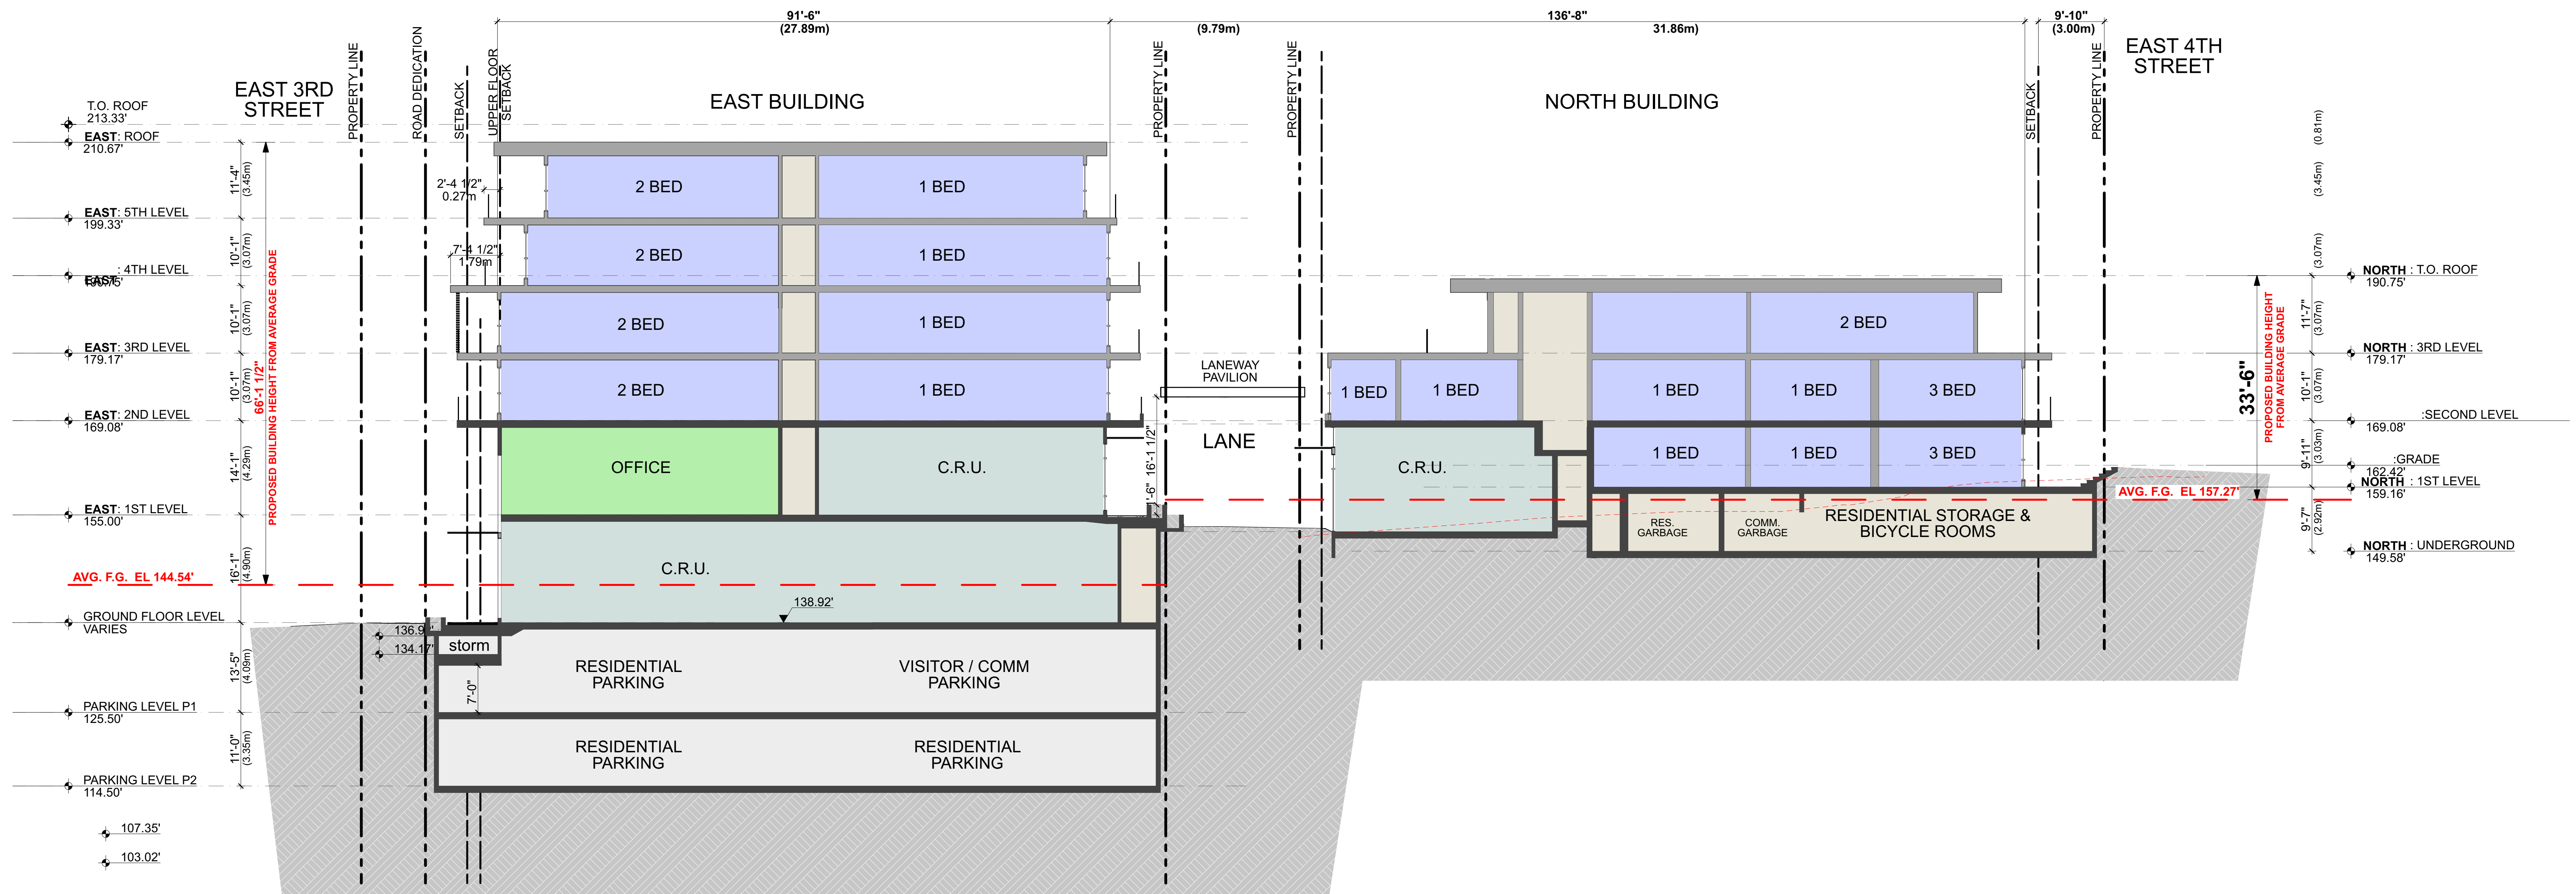 91'-6"
(27.89m)
(9.79m)
136'-8"
31.86m)
9'-10"
(3.00m)
EAST 3RD
STREET
PROPERTY LINE
ROAD DEDICATION
SETBACK
UPPER FLOOR
SETBACK
EAST BUILDING
PROPERTY LINE
PROPERTY LINE
NORTH BUILDING
SETBACK
PROPERTY LINE
EAST 4TH
STREET
T.O. ROOF
213.33'
EAST: ROOF
210.67'
11'-4"
(3.45m)
EAST: 5TH LEVEL
199.33'
10'-1"
(3.07m)
: 4TH LEVEL
EAST
10'-1"
(3.07m)
EAST: 3RD LEVEL
179.17'
10'-1"
(3.07m)
EAST: 2ND LEVEL
169.08'
14'-1"
(4.29m)
EAST: 1ST LEVEL
155.00'
16'-1"
(4.90m)
AVG. F.G. EL 144.54'
GROUND FLOOR LEVEL
VARIES
13'-5"
(4.09m)
PARKING LEVEL P1
125.50'
11'-0"
(3.35m)
PARKING LEVEL P2
114.50'
107.35'
103.02'
66'-1 1/2"
PROPOSED BUILDING HEIGHT FROM AVERAGE GRADE
2'-4 1/2"
0.27m
7'-4 1/2"
1.79m
2 BED
1 BED
2 BED
1 BED
2 BED
1 BED
2 BED
1 BED
OFFICE
C.R.U.
C.R.U.
138.92'
134.17'
storm
7'-0"
RESIDENTIAL
PARKING
VISITOR / COMM
PARKING
RESIDENTIAL
PARKING
RESIDENTIAL
PARKING
LANEWAY
PAVILION
16'-1 1/2"
LANE
2 BED
1 BED
1 BED
1 BED
1 BED
3 BED
C.R.U.
1 BED
1 BED
3 BED
RES.
GARBAGE
COMM.
GARBAGE
RESIDENTIAL STORAGE &
BICYCLE ROOMS
AVG. F.G. EL 157.27'
33'-6"
PROPOSED BUILDING HEIGHT
FROM AVERAGE GRADE
(0.81m)
(3.45m)
(3.07m)
11'-7"
(3.07m)
10'-1"
(3.07m)
9'-11"
(3.03m)
9'-7"
(2.92m)
NORTH : T.O. ROOF
190.75'
NORTH : 3RD LEVEL
179.17'
:SECOND LEVEL
169.08'
:GRADE
162.42'
NORTH : 1ST LEVEL
159.16'
NORTH : UNDERGROUND
149.58'